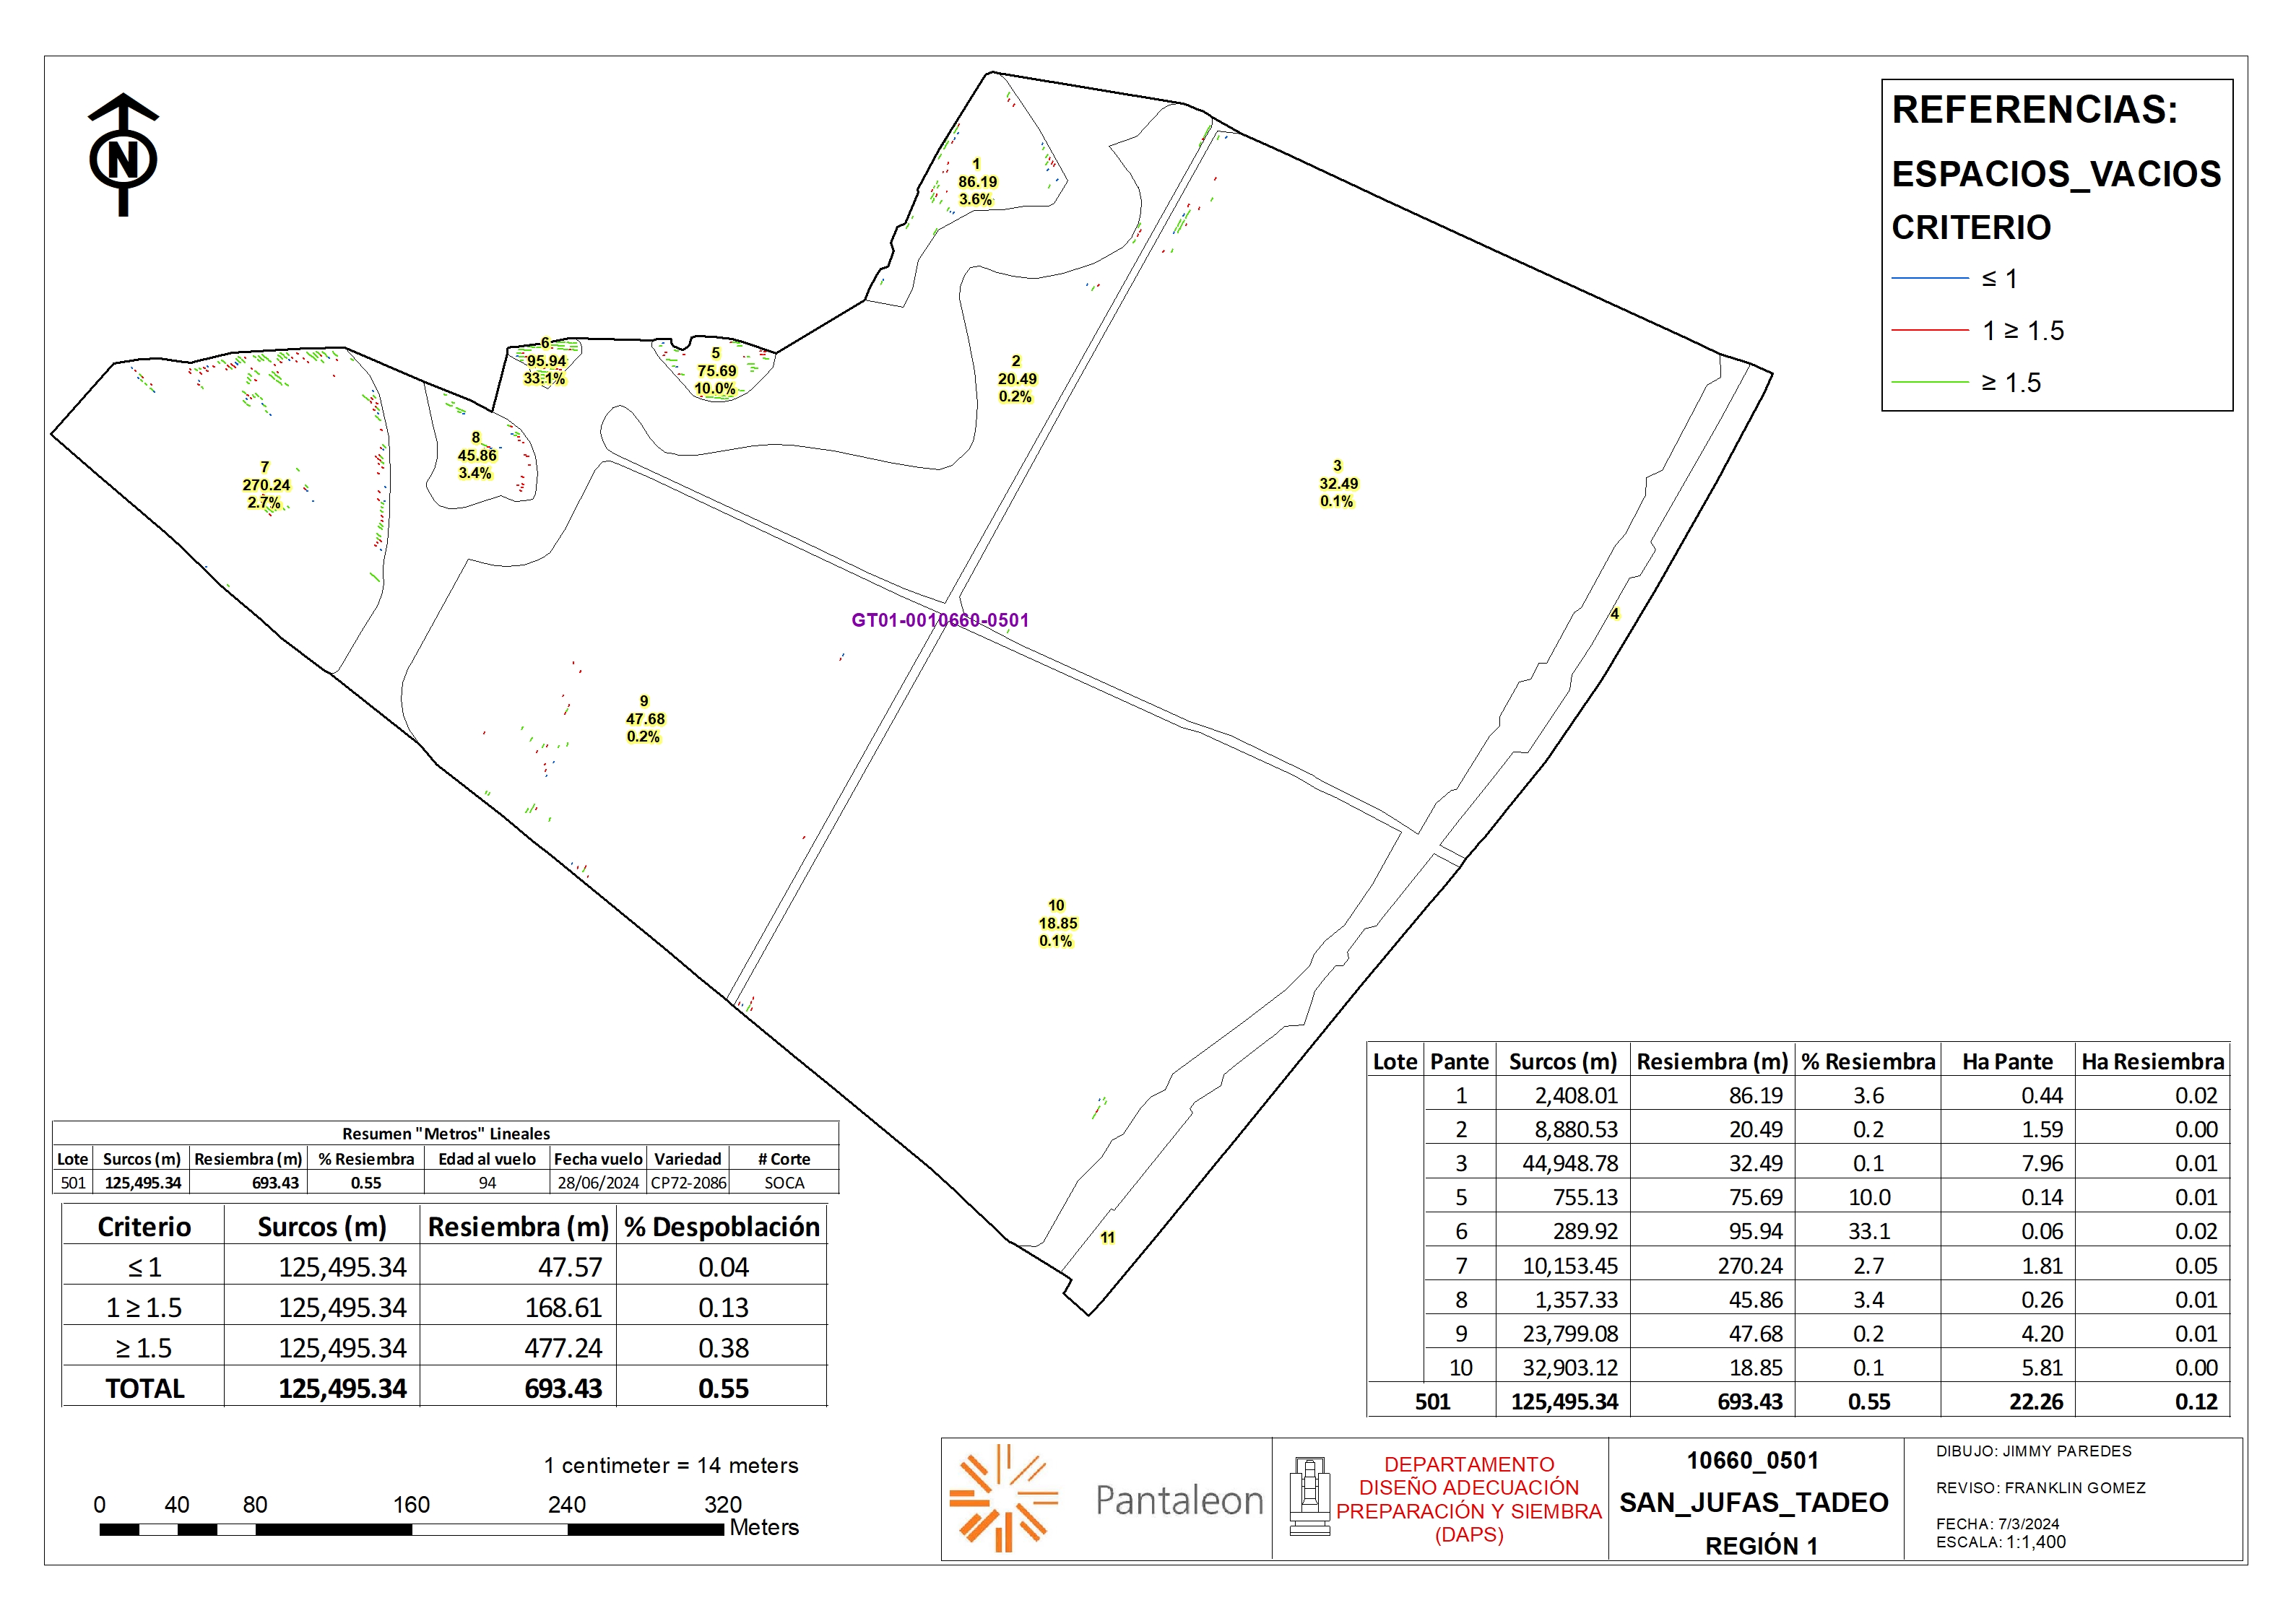 N
REFERENCIAS:
ESPACIOS_VACIOS
CRITERIO
≤ 1
1 ≥ 1.5
≥ 1.5
1
86.19
3.6%
2
20.49
0.2%
3
32.49
0.1%
4
5
75.69
10.0%
6
95.94
33.1%
7
270.24
2.7%
8
45.86
3.4%
GT01-0010660-0501
9
47.68
0.2%
10
18.85
0.1%
11
Resumen "Metros" Lineales
Lote Surcos (m) Resiembra (m) % Resiembra Edad al vuelo Fecha vuelo Variedad # Corte
501 125,495.34 693.43 0.55 94 28/06/2024 CP72-2086 SOCA
Criterio Surcos (m) Resiembra (m) % Despoblación
≤ 1 125,495.34 47.57 0.04
1 ≥ 1.5 125,495.34 168.61 0.13
≥ 1.5 125,495.34 477.24 0.38
TOTAL 125,495.34 693.43 0.55
Lote Pante Surcos (m) Resiembra (m) % Resiembra Ha Pante Ha Resiembra
1 2,408.01 86.19 3.6 0.44 0.02
2 8,880.53 20.49 0.2 1.59 0.00
3 44,948.78 32.49 0.1 7.96 0.01
5 755.13 75.69 10.0 0.14 0.01
6 289.92 95.94 33.1 0.06 0.02
7 10,153.45 270.24 2.7 1.81 0.05
8 1,357.33 45.86 3.4 0.26 0.01
9 23,799.08 47.68 0.2 4.20 0.01
10 32,903.12 18.85 0.1 5.81 0.00
501 125,495.34 693.43 0.55 22.26 0.12
1 centimeter = 14 meters
0 40 80 160 240 320
Meters
Pantaleon
DEPARTAMENTO
DISEÑO ADECUACIÓN
PREPARACIÓN Y SIEMBRA
(DAPS)
10660_0501
SAN_JUFAS_TADEO
REGIÓN 1
DIBUJO: JIMMY PAREDES
REVISO: FRANKLIN GOMEZ
FECHA: 7/3/2024
ESCALA: 1:1,400